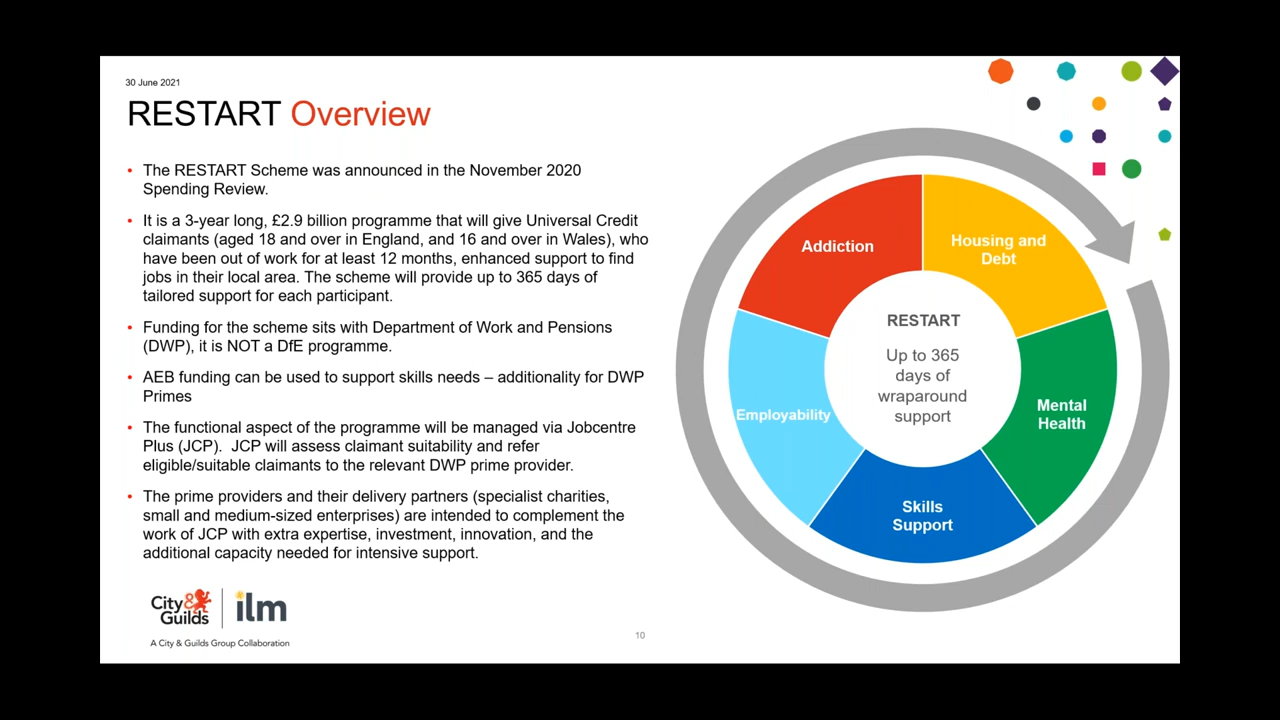 30 June 2021
RESTART Overview
• The RESTART Scheme was announced in the November 2020
Spending Review.
• It is a 3-year long, £2.9 billion programme that will give Universal Credit
claimants (aged 18 and over in England, and 16 and over in Wales), who
have been out of work for at least 12 months, enhanced support to find
jobs in their local area. The scheme will provide up to 365 days of
tailored support for each participant.
• Funding for the scheme sits with Department of Work and Pensions
(DWP), it is NOT a DfE programme.
• AEB funding can be used to support skills needs – additionality for DWP
Primes
• The functional aspect of the programme will be managed via Jobcentre
Plus (JCP).  JCP will assess claimant suitability and refer
eligible/suitable claimants to the relevant DWP prime provider.
• The prime providers and their delivery partners (specialist charities,
small and medium-sized enterprises) are intended to complement the
work of JCP with extra expertise, investment, innovation, and the
additional capacity needed for intensive support.
Addiction
Housing and
Debt
Mental
Health
Skills
Support
Employability
RESTART
Up to 365
days of
wraparound
support
City &
Guilds
ilm
A City & Guilds Group Collaboration
10